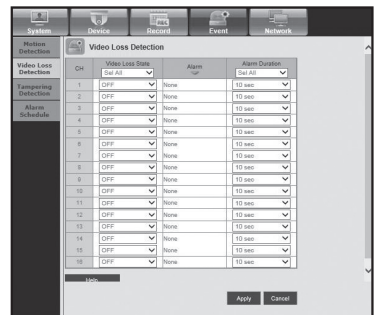 System Device Record Event Network
Motion
Detection
Video Loss
Detection
Tampering
Detection
Alarm
Schedule
Video Loss Detection
CH Video Loss State Alarm Alarm Duration
Sel All Sel All
1 OFF None 10 sec
2 OFF None 10 sec
3 OFF None 10 sec
4 OFF None 10 sec
5 OFF None 10 sec
6 OFF None 10 sec
7 OFF None 10 sec
8 OFF None 10 sec
9 OFF None 10 sec
10 OFF None 10 sec
11 OFF None 10 sec
12 OFF None 10 sec
13 OFF None 10 sec
14 OFF None 10 sec
15 OFF None 10 sec
16 OFF None 10 sec
Help
Apply Cancel